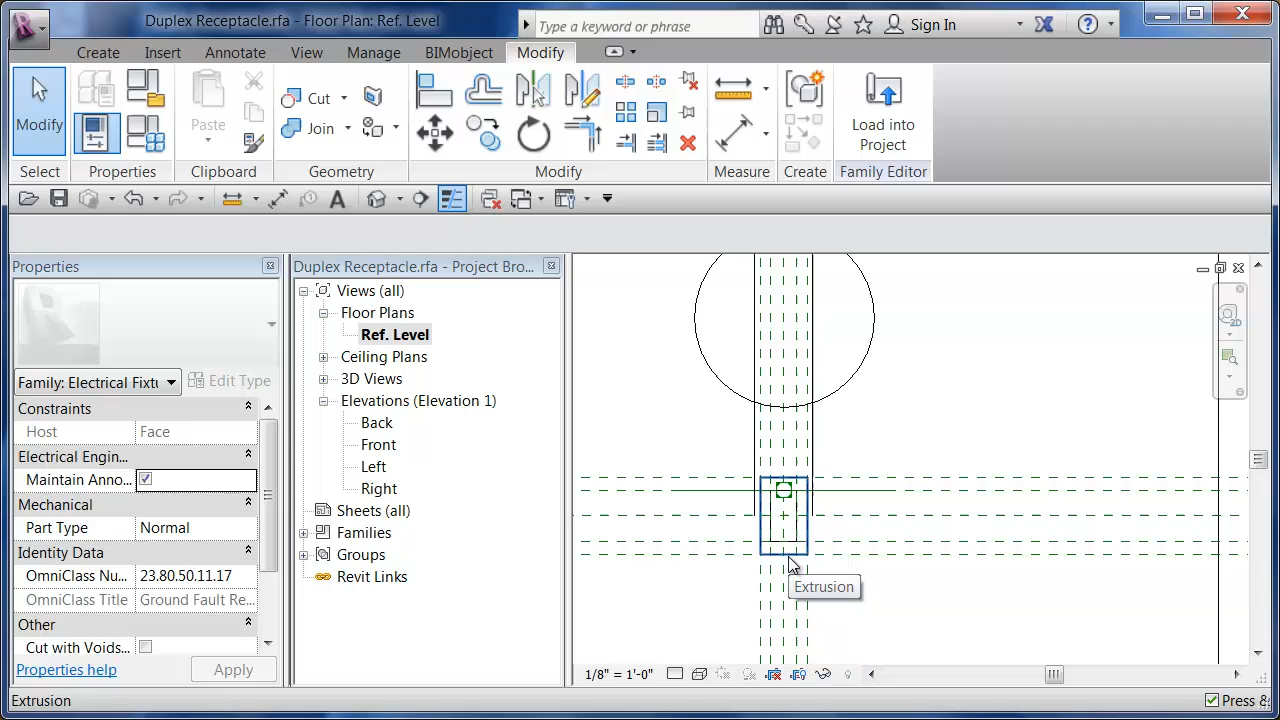 Duplex Receptacle.rfa - Floor Plan: Ref. Level
Type a keyword or phrase
Sign In
Create Insert Annotate View Manage BIMobject Modify
Modify
Paste
Cut
Join
Load into
Project
Select Properties Clipboard Geometry Modify Measure Create Family Editor
Properties
Family: Electrical Fixtu
Edit Type
Constraints
Host Face
Electrical Engin...
Maintain Anno...
Mechanical
Part Type Normal
Identity Data
OmniClass Nu... 23.80.50.11.17
OmniClass Title Ground Fault Re...
Other
Cut with Voids...
Properties help
Apply
Duplex Receptacle.rfa - Project Bro...
Views (all)
Floor Plans
Ref. Level
Ceiling Plans
3D Views
Elevations (Elevation 1)
Back
Front
Left
Right
Sheets (all)
Families
Groups
Revit Links
Extrusion
1/8" = 1'-0"
Extrusion
Press &